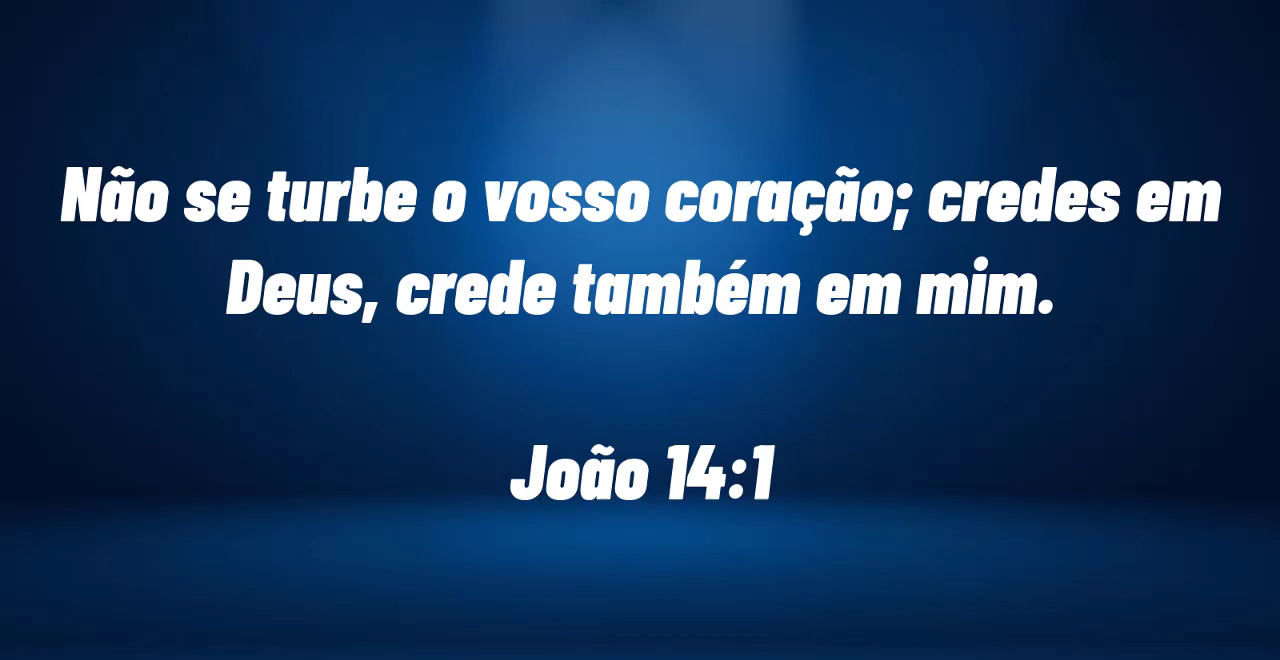 Não se turbe o vosso coração; credes em
Deus, crede também em mim.
João 14:1